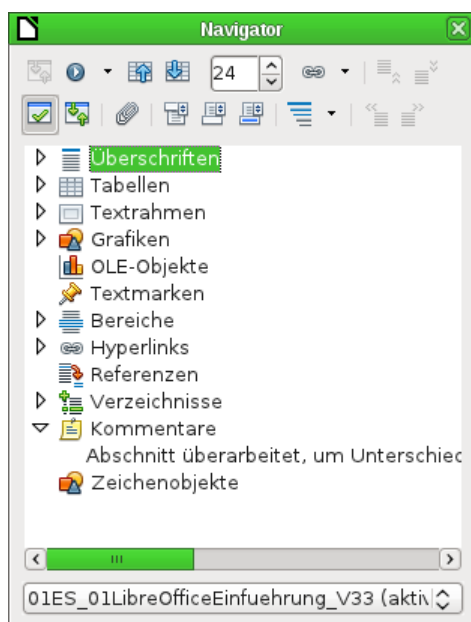 Navigator
24
Überschriften
Tabellen
Textrahmen
Grafiken
OLE-Objekte
Textmarken
Bereiche
Hyperlinks
Referenzen
Verzeichnisse
Kommentare
Abschnitt überarbeitet, um Unterschied
Zeichenobjekte
01ES_01LibreOfficeEinfuehrung_V33 (aktiv